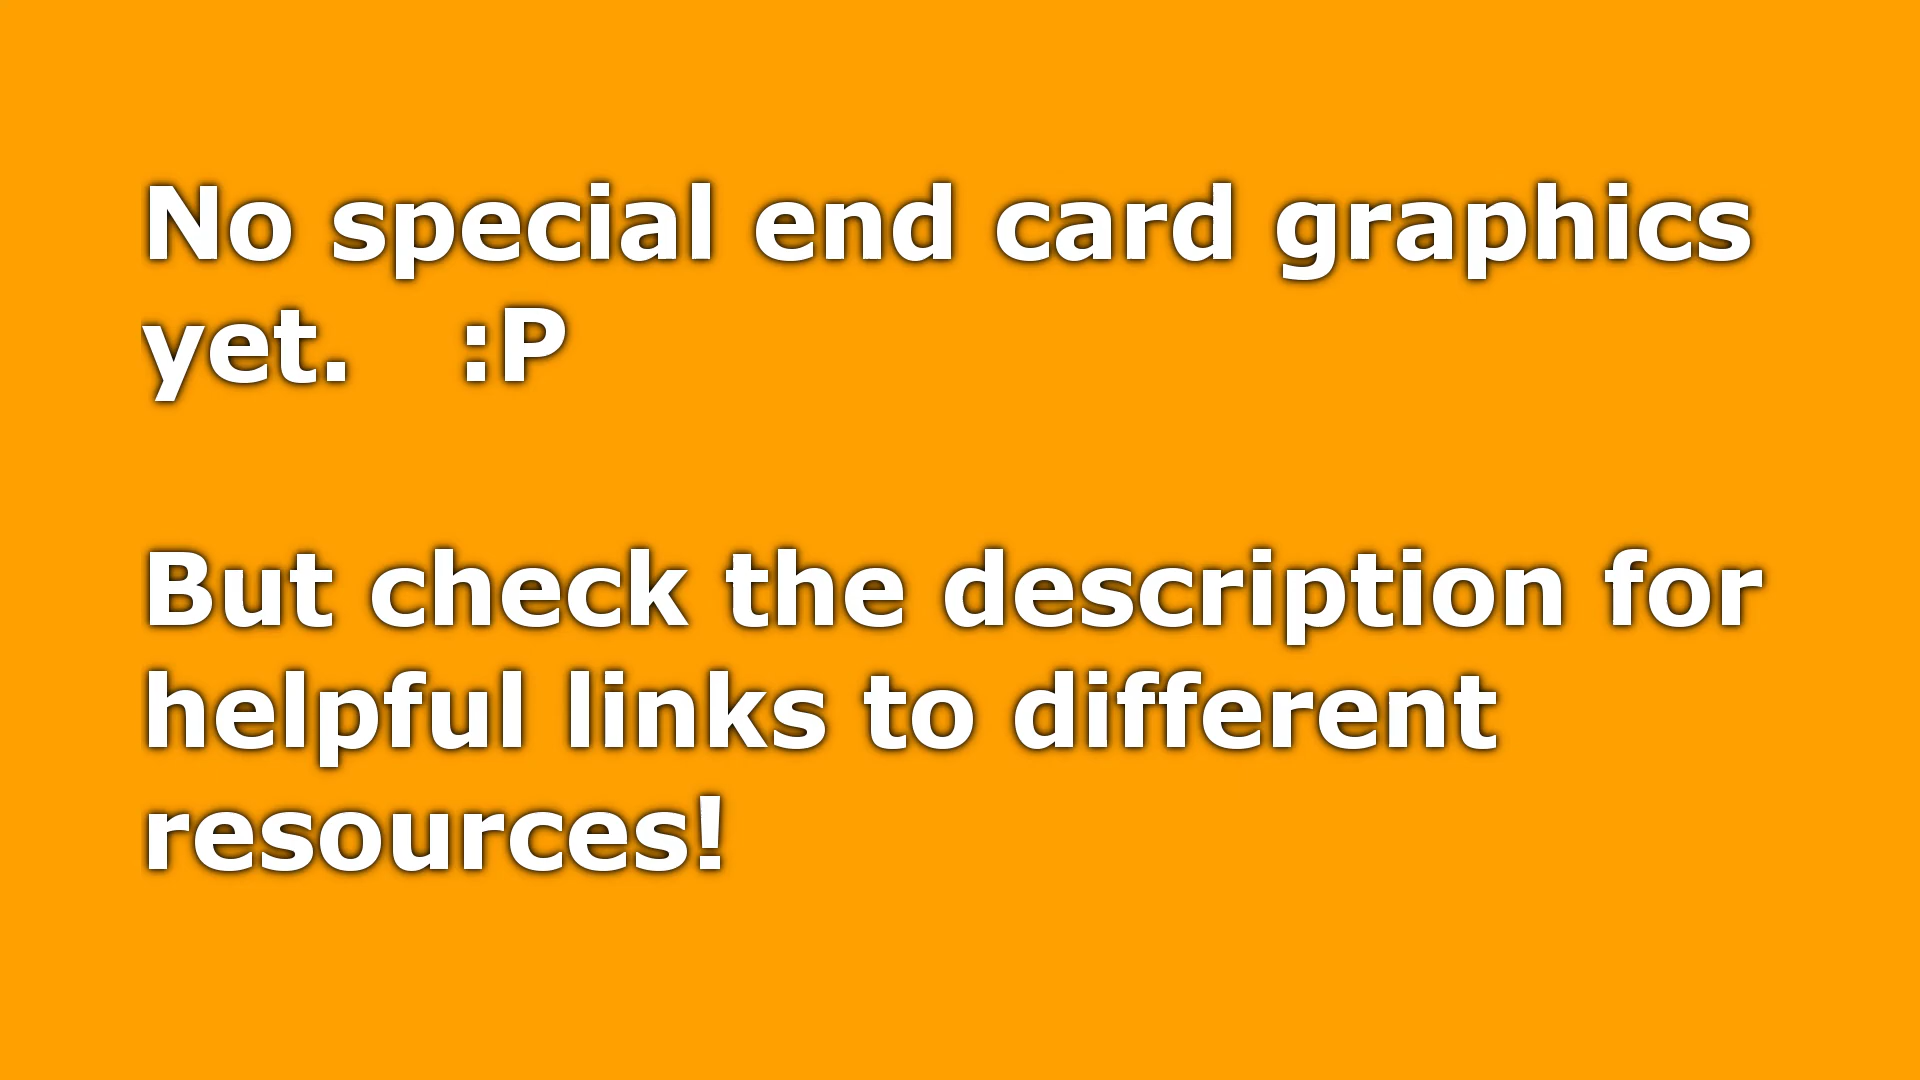 No special end card graphics
yet.   :P
But check the description for
helpful links to different
resources!